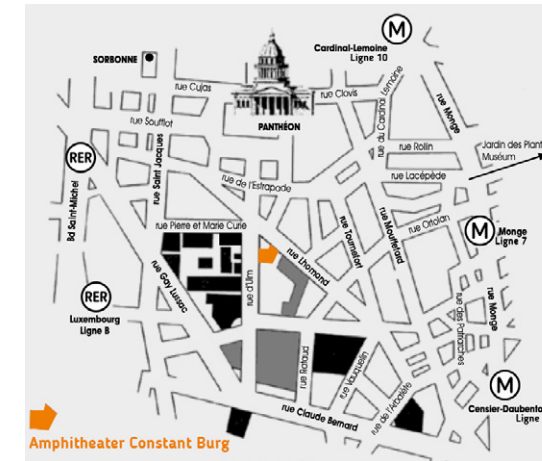 M
Cardinal-Lemoine
Ligne 10
SORBONNE
rue Cujas
rue Clovis
rue du Cardinal Lemoine
rue Monge
rue Soufflot
PANTHÉON
rue Rollin
Jardin des Plant
Muséum
RER
rue Saint Jacques
rue de l'Estrapade
rue Lacépède
Bd Saint-Michel
rue Pierre et Marie Curie
rue Tournefort
rue Mouffetard
rue Ortolan
M
Monge
Ligne 7
rue Lhomond
rue Gay Lussac
rue d'Ulm
RER
Luxembourg
Ligne B
rue des Patriarches
rue Monge
rue Rataud
rue Vauquelin
M
Censier-Daubento
Ligne
rue de l'Arbalète
rue Claude Bernard
Amphitheater Constant Burg